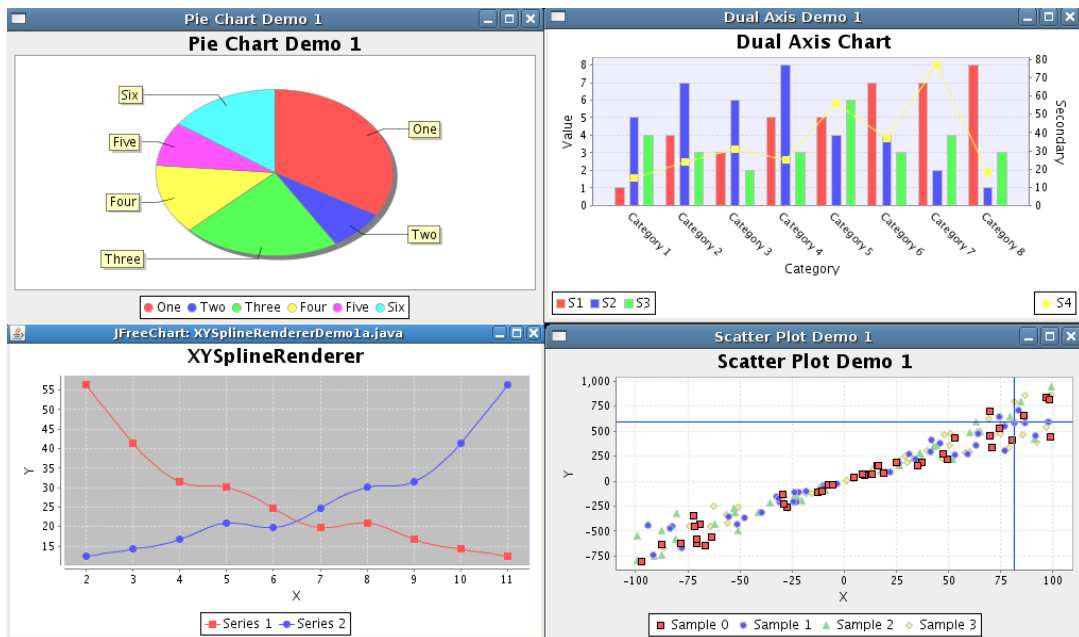 Pie Chart Demo 1
Pie Chart Demo 1
Six
One
Five
Four
Two
Three
One Two Three Four Five Six
Dual Axis Demo 1
Dual Axis Chart
8
7
6
5
4
3
2
1
0
Value
80
70
60
50
40
30
20
10
0
Secondary
Category 1
Category 2
Category 3
Category 4
Category 5
Category 6
Category 7
Category 8
Category
S1 S2 S3
S4
JFreeChart: XYSplineRendererDemo1a.java
XYSplineRenderer
55
50
45
40
35
30
25
20
15
Y
2 3 4 5 6 7 8 9 10 11
X
Series 1 Series 2
Scatter Plot Demo 1
Scatter Plot Demo 1
1,000
750
500
250
0
-250
-500
-750
Y
-100 -75 -50 -25 0 25 50 75 100
X
Sample 0 Sample 1 Sample 2 Sample 3